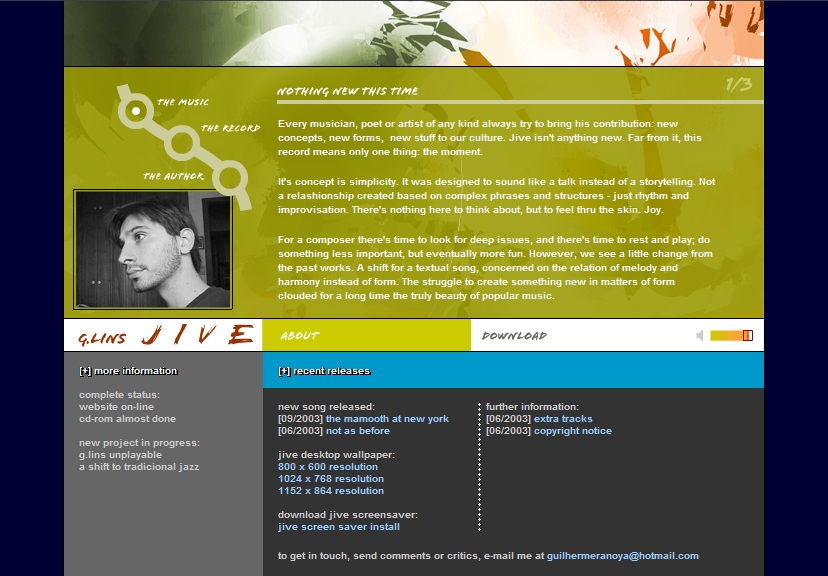 THE MUSIC
THE RECORD
THE AUTHOR
NOTHING NEW THIS TIME
1/3
Every musician, poet or artist of any kind always try to bring his contribution: new
concepts, new forms,  new stuff to our culture. Jive isn't anything new. Far from it, this
record means only one thing: the moment.
It's concept is simplicity. It was designed to sound like a talk instead of a storytelling. Not
a relashionship created based on complex phrases and structures - just rhythm and
improvisation. There's nothing here to think about, but to feel thru the skin. Joy.
For a composer there's time to look for deep issues, and there's time to rest and play; do
something less important, but eventually more fun. However, we see a little change from
the past works. A shift for a textual song, concerned on the relation of melody and
harmony instead of form. The struggle to create something new in matters of form
clouded for a long time the truly beauty of popular music.
G.LINS JIVE
ABOUT
DOWNLOAD
[+] more information
complete status:
website on-line
cd-rom almost done
new project in progress:
g.lins unplayable
a shift to tradicional jazz
[+] recent releases
new song released:
[09/2003] the mamooth at new york
[06/2003] not as before
jive desktop wallpaper:
800 x 600 resolution
1024 x 768 resolution
1152 x 864 resolution
download jive screensaver:
jive screen saver install
further information:
[06/2003] extra tracks
[06/2003] copyright notice
to get in touch, send comments or critics, e-mail me at guilhermeranoya@hotmail.com